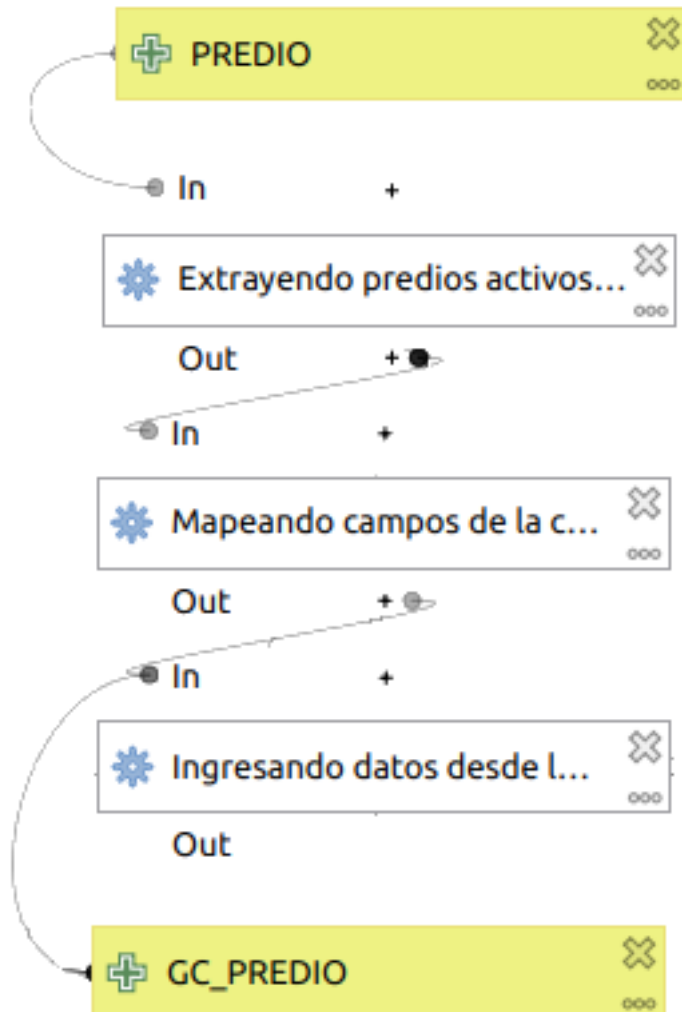 PREDIO
In
Extrayendo predios activos...
Out
In
Mapeando campos de la c...
Out
In
Ingresando datos desde l...
Out
GC_PREDIO